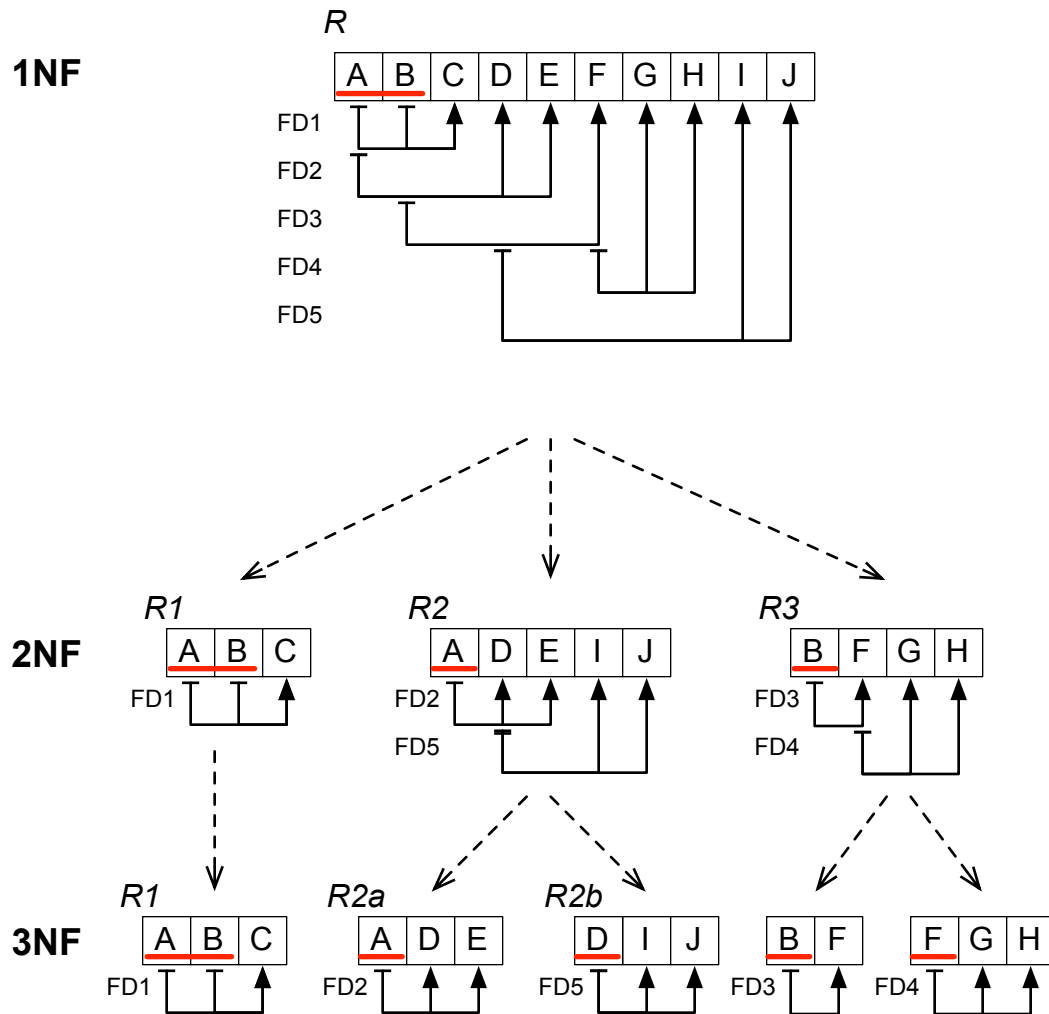 R
1NF
A B C D E F G H I J
FD1
FD2
FD3
FD4
FD5
R1 R2 R3
2NF
A B C A D E I J B F G H
FD1 FD2 FD3
FD5 FD4
R1 R2a R2b
3NF
A B C A D E D I J B F F G H
FD1 FD2 FD5 FD3 FD4